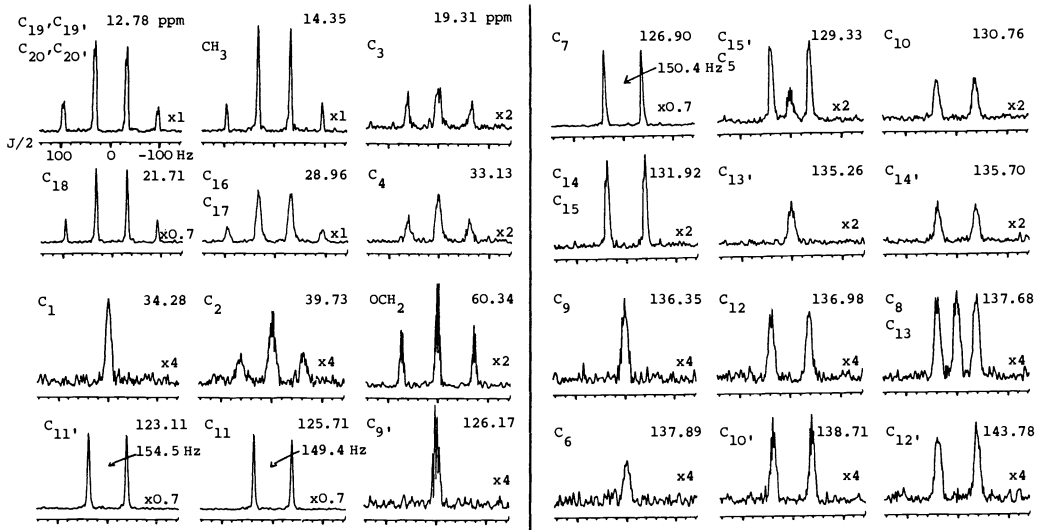 C19,C19' 12.78 ppm
C20,C20'
x1
J/2 100 0 -100 Hz
CH3 14.35
x1
C3 19.31 ppm
x2
C18 21.71
x0.7
C16 28.96
C17
x1
C4 33.13
x2
C1 34.28
x4
C2 39.73
x4
OCH2 60.34
x2
C11' 123.11
154.5 Hz
x0.7
C11 125.71
149.4 Hz
x0.7
C9' 126.17
x4
C7 126.90
150.4 Hz
x0.7
C15' 129.33
C5
x2
C10 130.76
x2
C14 131.92
C15
x2
C13' 135.26
x2
C14' 135.70
x2
C9 136.35
x4
C12 136.98
x4
C8 137.68
C13
x4
C6 137.89
x4
C10' 138.71
x4
C12' 143.78
x4